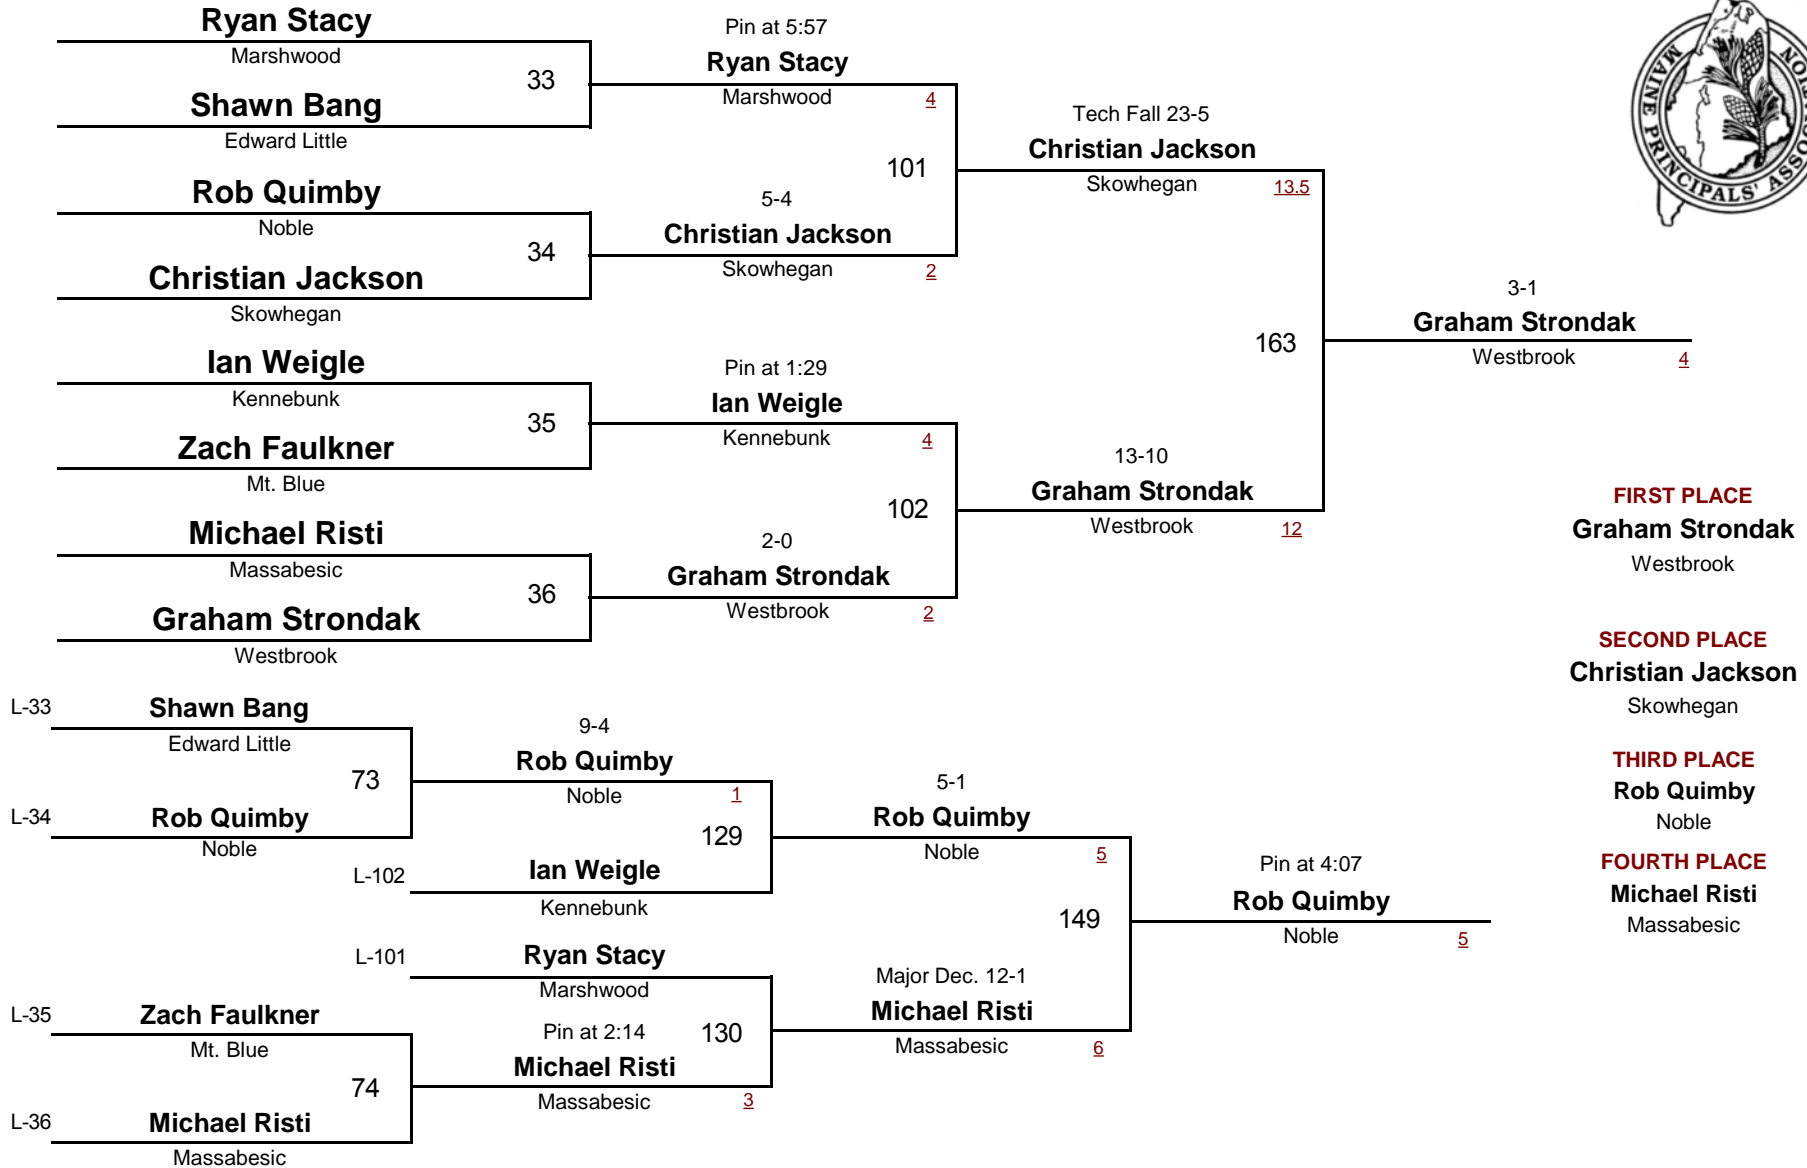 Ryan Stacy
Marshwood
33
Shawn Bang
Edward Little
Rob Quimby
Noble
34
Christian Jackson
Skowhegan
Ian Weigle
Kennebunk
35
Zach Faulkner
Mt. Blue
Michael Risti
Massabesic
36
Graham Strondak
Westbrook
Pin at 5:57
Ryan Stacy
Marshwood 4
101
5-4
Christian Jackson
Skowhegan 2
Pin at 1:29
Ian Weigle
Kennebunk 4
102
2-0
Graham Strondak
Westbrook 2
Tech Fall 23-5
Christian Jackson
Skowhegan 13.5
163
13-10
Graham Strondak
Westbrook 12
3-1
Graham Strondak
Westbrook 4
MAINE PRINCIPALS'
FIRST PLACE
Graham Strondak
Westbrook
SECOND PLACE
Christian Jackson
Skowhegan
THIRD PLACE
Rob Quimby
Noble
FOURTH PLACE
Michael Risti
Massabesic
L-33 Shawn Bang
Edward Little
73
L-34 Rob Quimby
Noble
9-4
Rob Quimby
Noble 1
129
L-102 Ian Weigle
Kennebunk
L-101 Ryan Stacy
Marshwood
130
L-35 Zach Faulkner
Mt. Blue
74
L-36 Michael Risti
Massabesic
Pin at 2:14
Michael Risti
Massabesic 3
5-1
Rob Quimby
Noble 5
149
Major Dec. 12-1
Michael Risti
Massabesic 6
Pin at 4:07
Rob Quimby
Noble 5